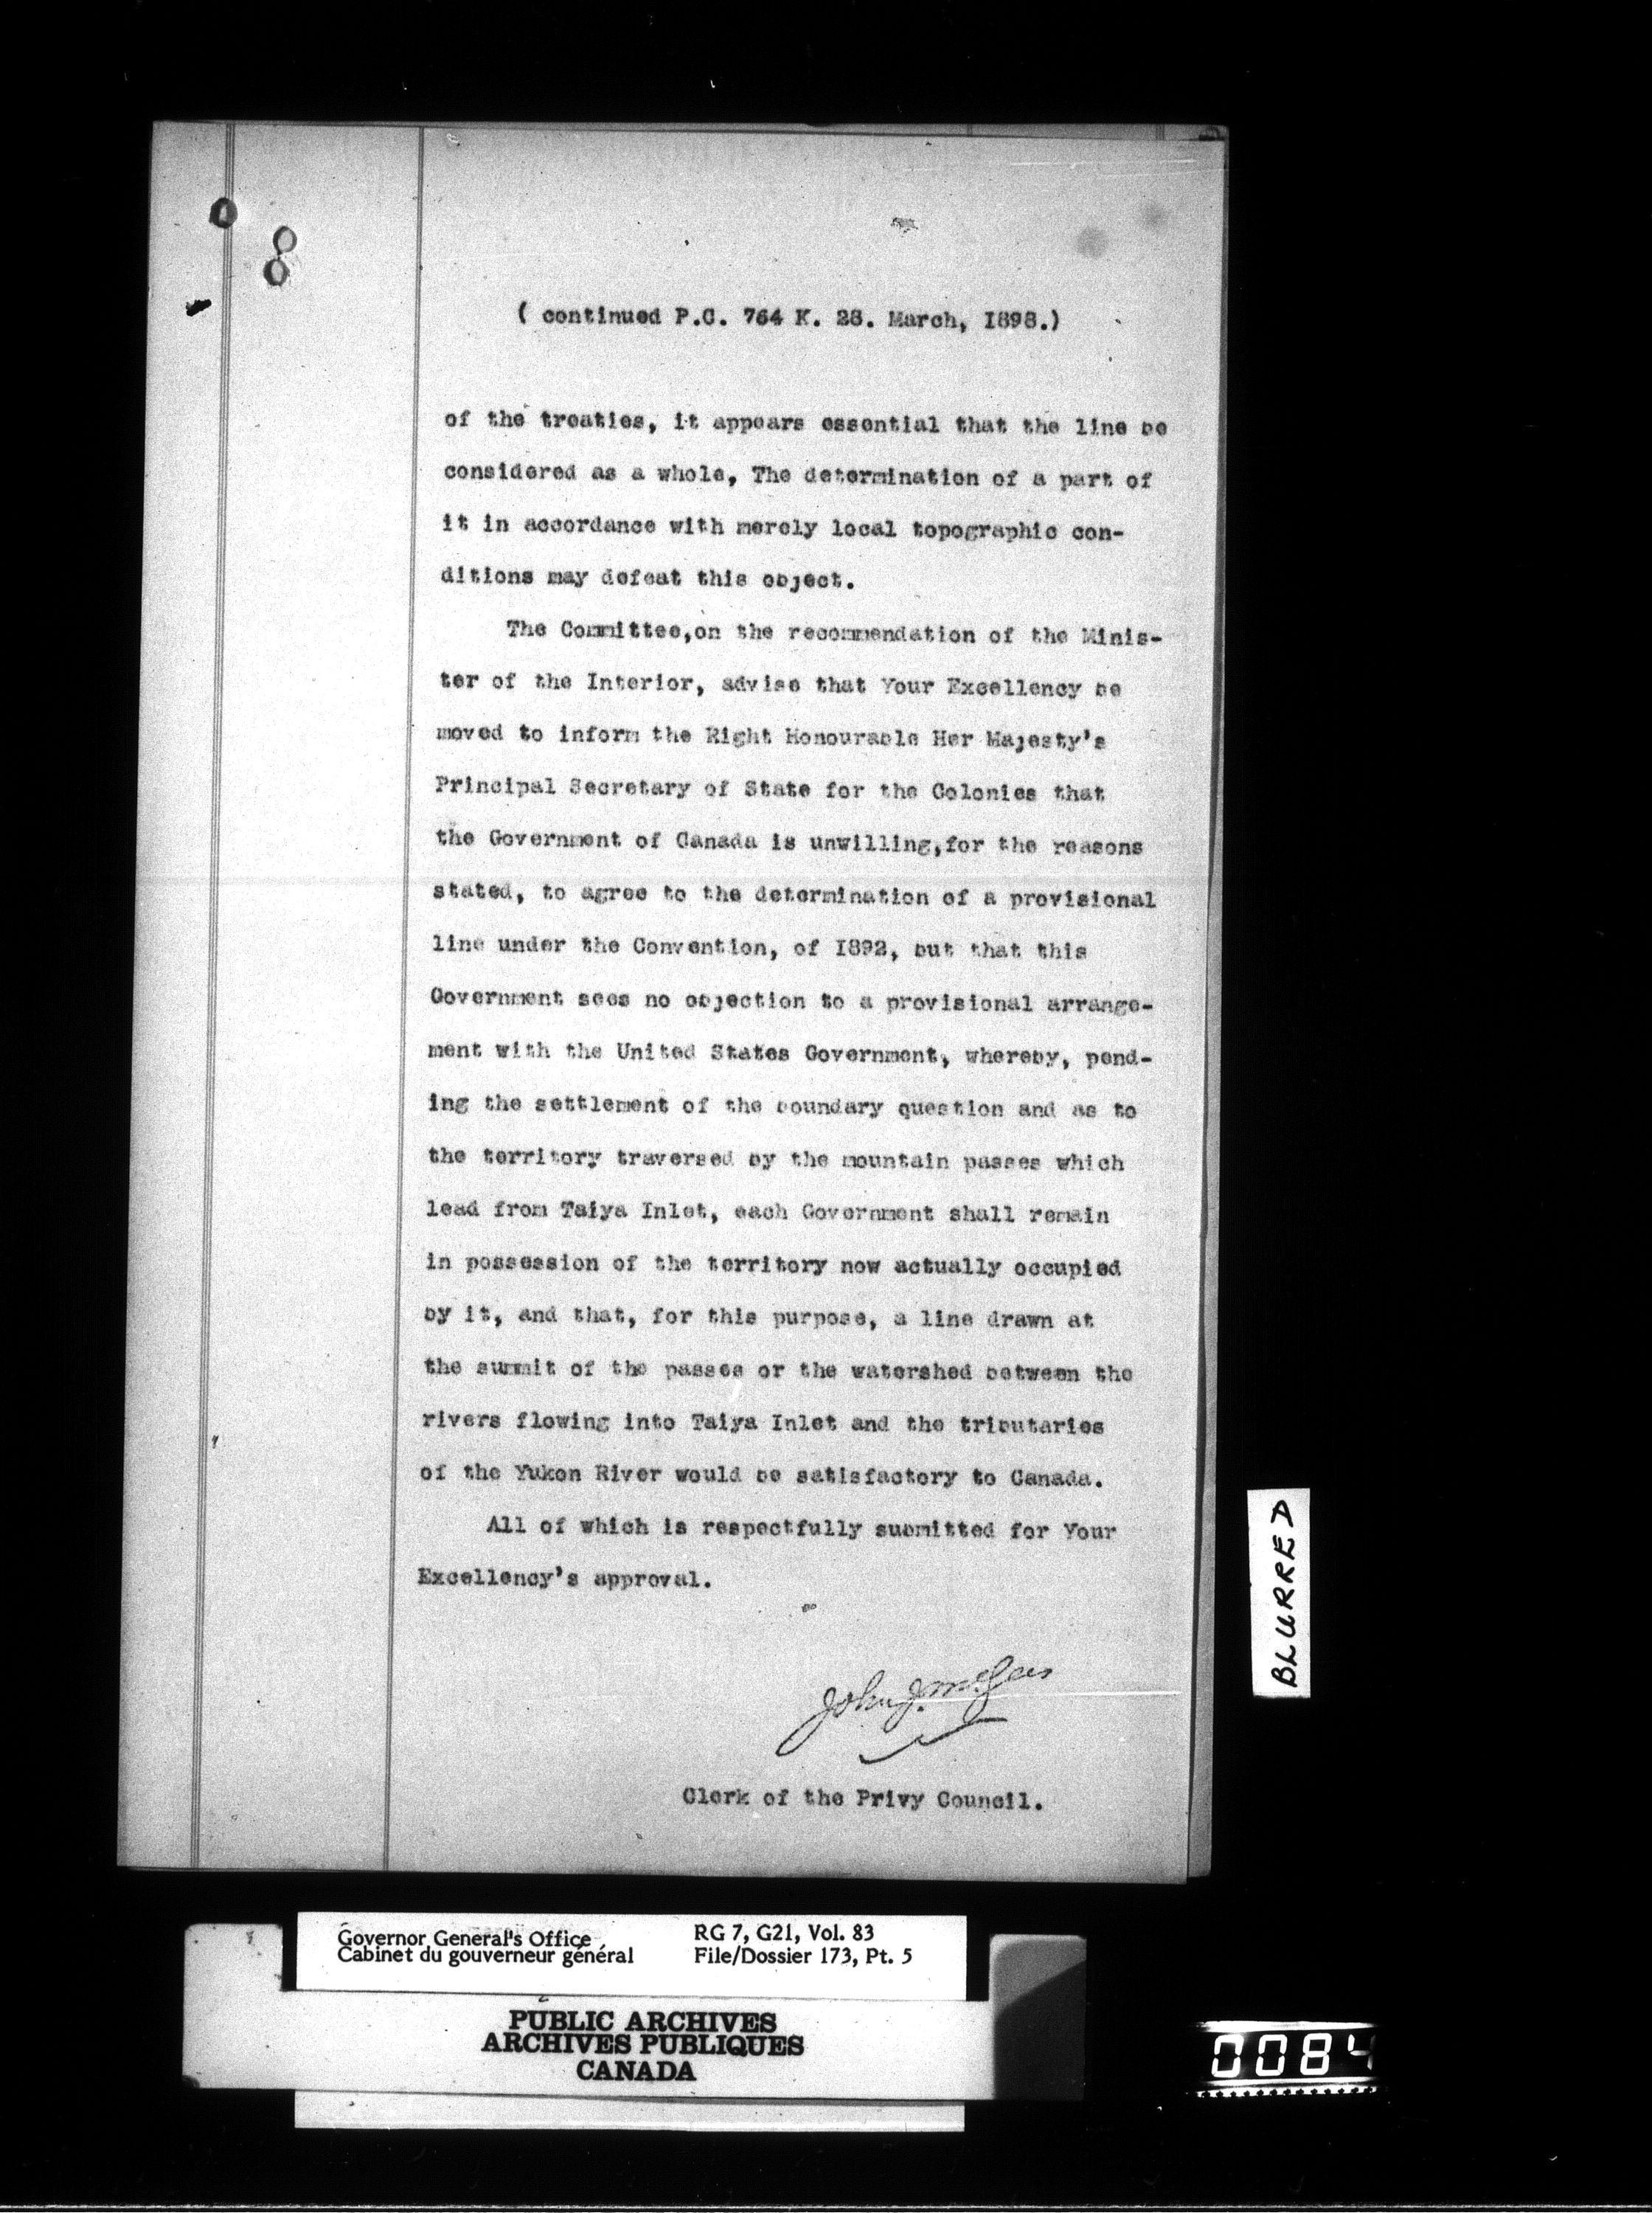 ( continued P.C. 764 K. 28. March, 1898.)
of the treaties, it appears essential that the line be
considered as a whole, The determination of a part of
it in accordance with merely local topographic con-
ditions may defeat this object.
The Committee,on the recommendation of the Minis-
ter of the Interior, advise that Your Excellency be
moved to inform the Right Honourable Her Majesty's
Principal Secretary of State for the Colonies that
the Government of Canada is unwilling,for the reasons
stated, to agree to the determination of a provisional
line under the Convention, of 1892, but that this
Government sees no objection to a provisional arrange-
ment with the United States Government, whereby, pend-
ing the settlement of the boundary question and as to
the territory traversed by the mountain passes which
lead from Taiya Inlet, each Government shall remain
in possession of the territory now actually occupied
by it, and that, for this purpose, a line drawn at
the summit of the passes or the watershed between the
rivers flowing into Taiya Inlet and the tributaries
of the Yukon River would be satisfactory to Canada.
All of which is respectfully submitted for Your
Excellency's approval.
John J. McGee
Clerk of the Privy Council.
BLURRED
Governor General's Office
Cabinet du gouverneur général
RG 7, G21, Vol. 83
File/Dossier 173, Pt. 5
PUBLIC ARCHIVES
ARCHIVES PUBLIQUES
CANADA
0084